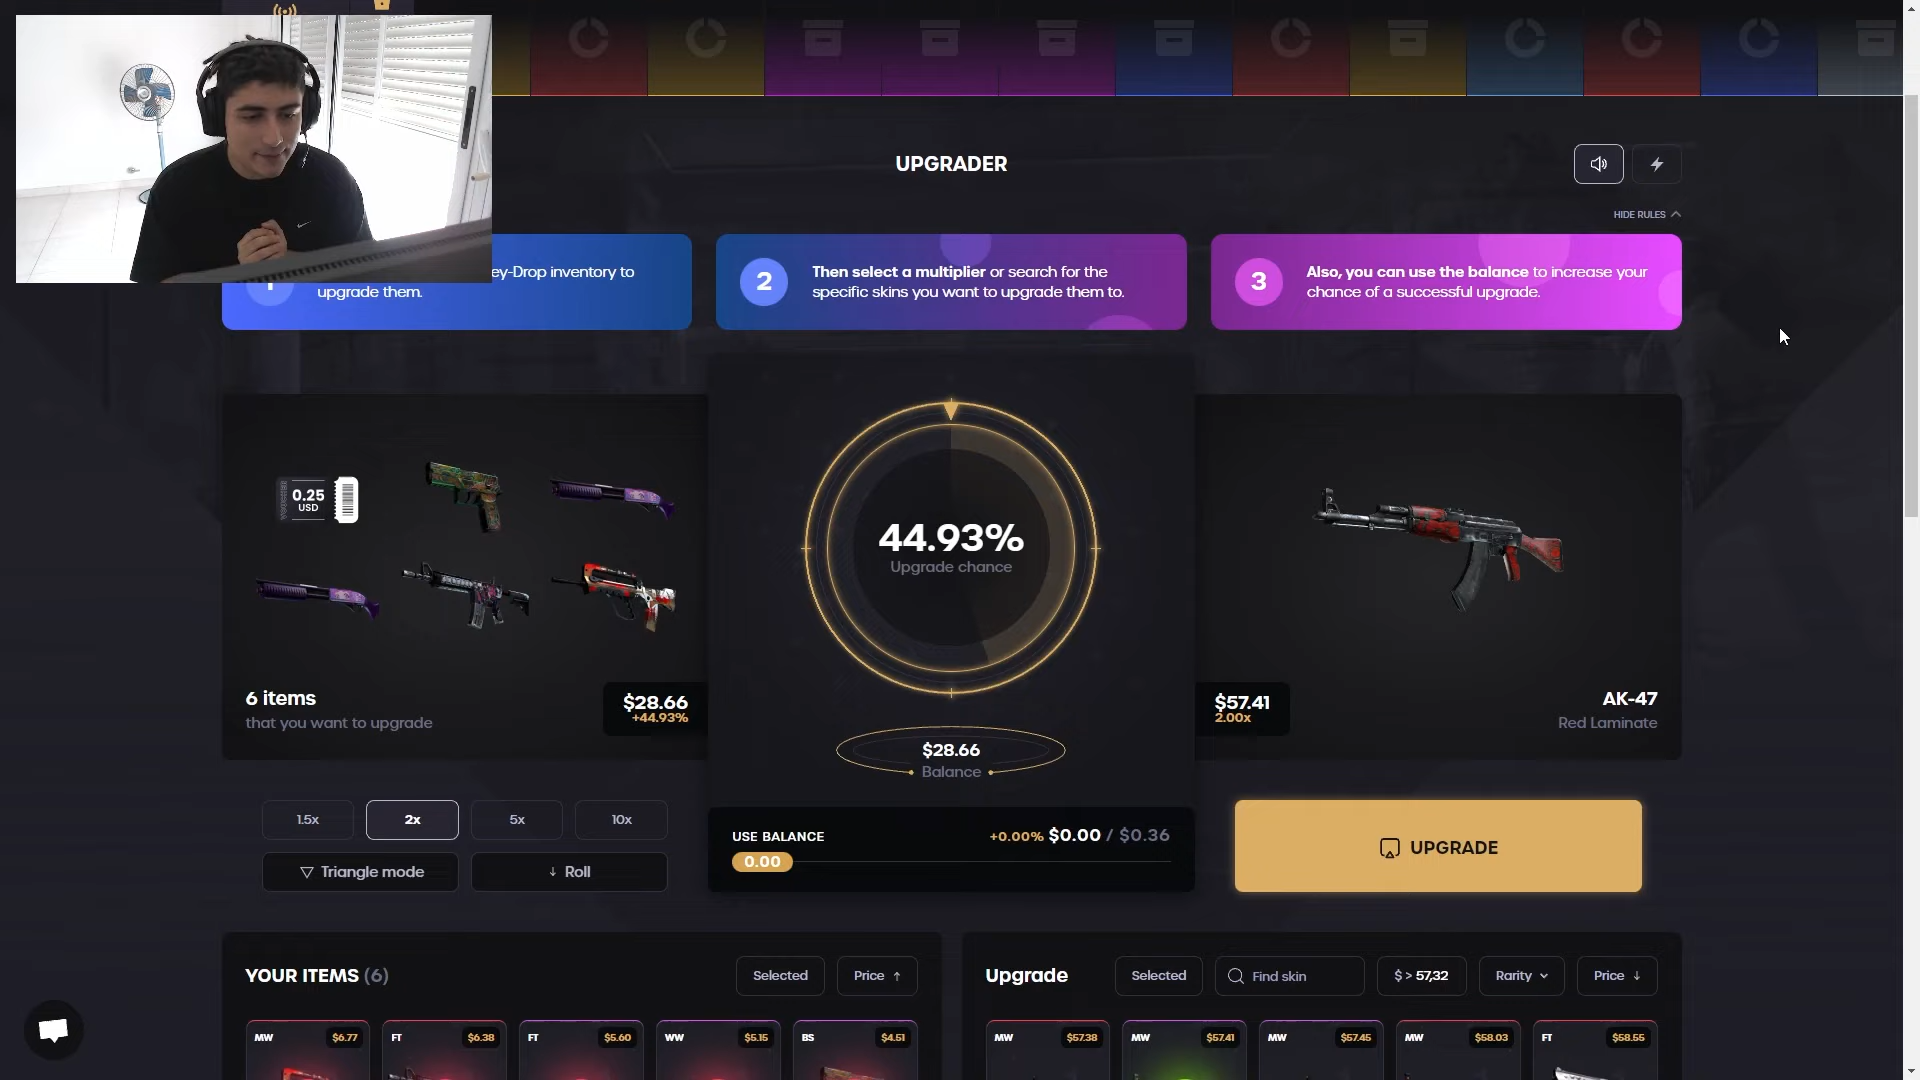 UPGRADER
HIDE RULES
1
ey-Drop inventory to
upgrade them.
2
Then select a multiplier or search for the
specific skins you want to upgrade them to.
3
Also, you can use the balance to increase your
chance of a successful upgrade.
0.25
USD
44.93%
Upgrade chance
6 items
that you want to upgrade
$28.66
+44.93%
$57.41
2.00x
AK-47
Red Laminate
$28.66
Balance
1.5x
2x
5x
10x
Triangle mode
Roll
USE BALANCE
+0.00% $0.00 / $0.36
0.00
UPGRADE
YOUR ITEMS (6)
Selected
Price
MW $6.77
FT $6.38
FT $5.60
WW $5.15
BS $4.51
Upgrade
Selected
Find skin
$ > 57,32
Rarity
Price
MW $57.38
MW $57.41
MW $57.45
MW $58.03
FT $58.55